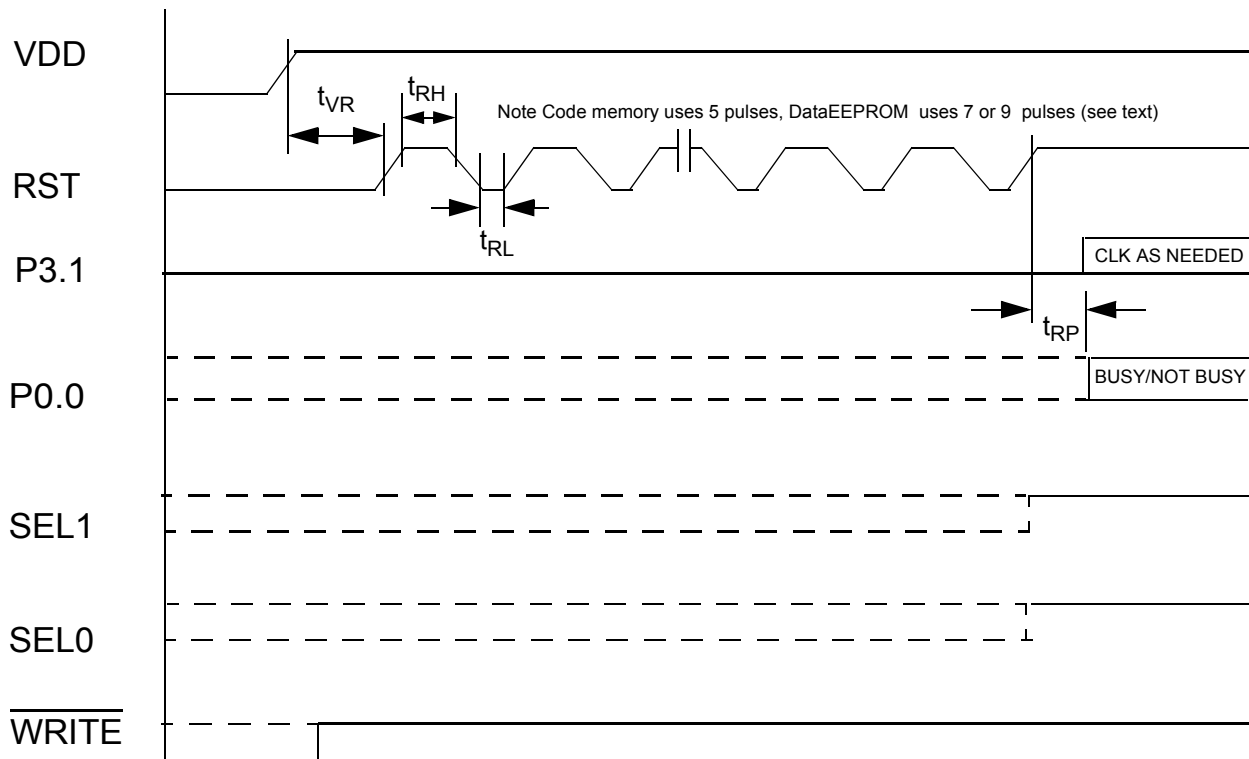 VDD
tVR
tRH
Note Code memory uses 5 pulses, DataEEPROM uses 7 or 9 pulses (see text)
RST
tRL
P3.1
CLK AS NEEDED
tRP
P0.0
BUSY/NOT BUSY
SEL1
SEL0
WRITE